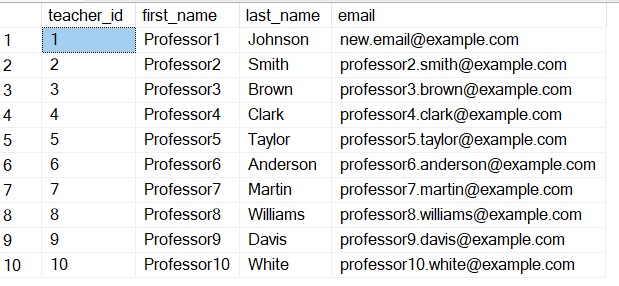 teacher_id first_name last_name email
1 1 Professor1 Johnson new.email@example.com
2 2 Professor2 Smith professor2.smith@example.com
3 3 Professor3 Brown professor3.brown@example.com
4 4 Professor4 Clark professor4.clark@example.com
5 5 Professor5 Taylor professor5.taylor@example.com
6 6 Professor6 Anderson professor6.anderson@example.com
7 7 Professor7 Martin professor7.martin@example.com
8 8 Professor8 Williams professor8.williams@example.com
9 9 Professor9 Davis professor9.davis@example.com
10 10 Professor10 White professor10.white@example.com